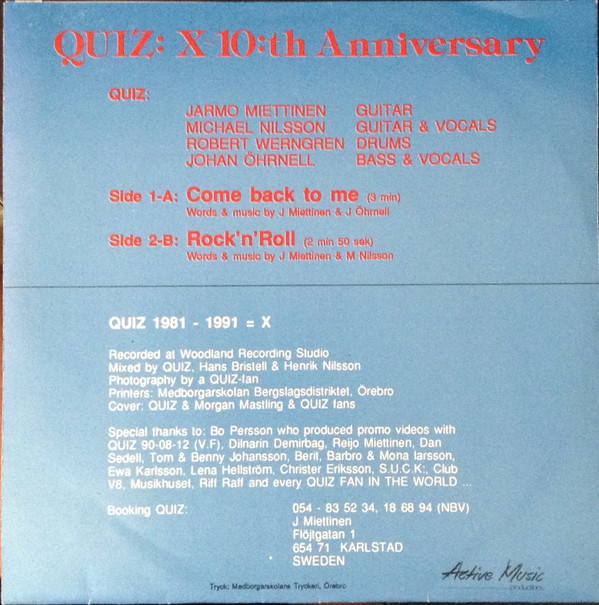 QUIZ: X 10:th Anniversary
QUIZ:
JARMO MIETTINEN GUITAR
MICHAEL NILSSON GUITAR & VOCALS
ROBERT WERNGREN DRUMS
JOHAN ÖHRNELL BASS & VOCALS
Side 1-A: Come back to me (3 min)
Words & music by J Miettinen & J Öhrnell
Side 2-B: Rock'n'Roll (2 min 50 sek)
Words & music by J Miettinen & M Nilsson
QUIZ 1981 - 1991 = X
Recorded at Woodland Recording Studio
Mixed by QUIZ, Hans Bristell & Henrik Nilsson
Photography by a QUIZ-fan
Printers: Medborgarskolan Bergslagsdistriktet, Örebro
Cover: QUIZ & Morgan Mastling & QUIZ fans
Special thanks to: Bo Persson who produced promo videos with
QUIZ 90-08-12 (V.F), Dilnarin Demirbag, Reijo Miettinen, Dan
Sedell, Tom & Benny Johansson, Berit, Barbro & Mona larsson,
Ewa Karlsson, Lena Hellström, Christer Eriksson, S.U.C.K:, Club
V8, Musikhuset, Riff Raff and every QUIZ FAN IN THE WORLD ...
Booking QUIZ: 054 - 83 52 34, 18 68 94 (NBV)
J Miettinen
Flöjtgatan 1
654 71 KARLSTAD
SWEDEN
Active Music
productions
Tryck: Medborgarskolans Tryckeri, Örebro